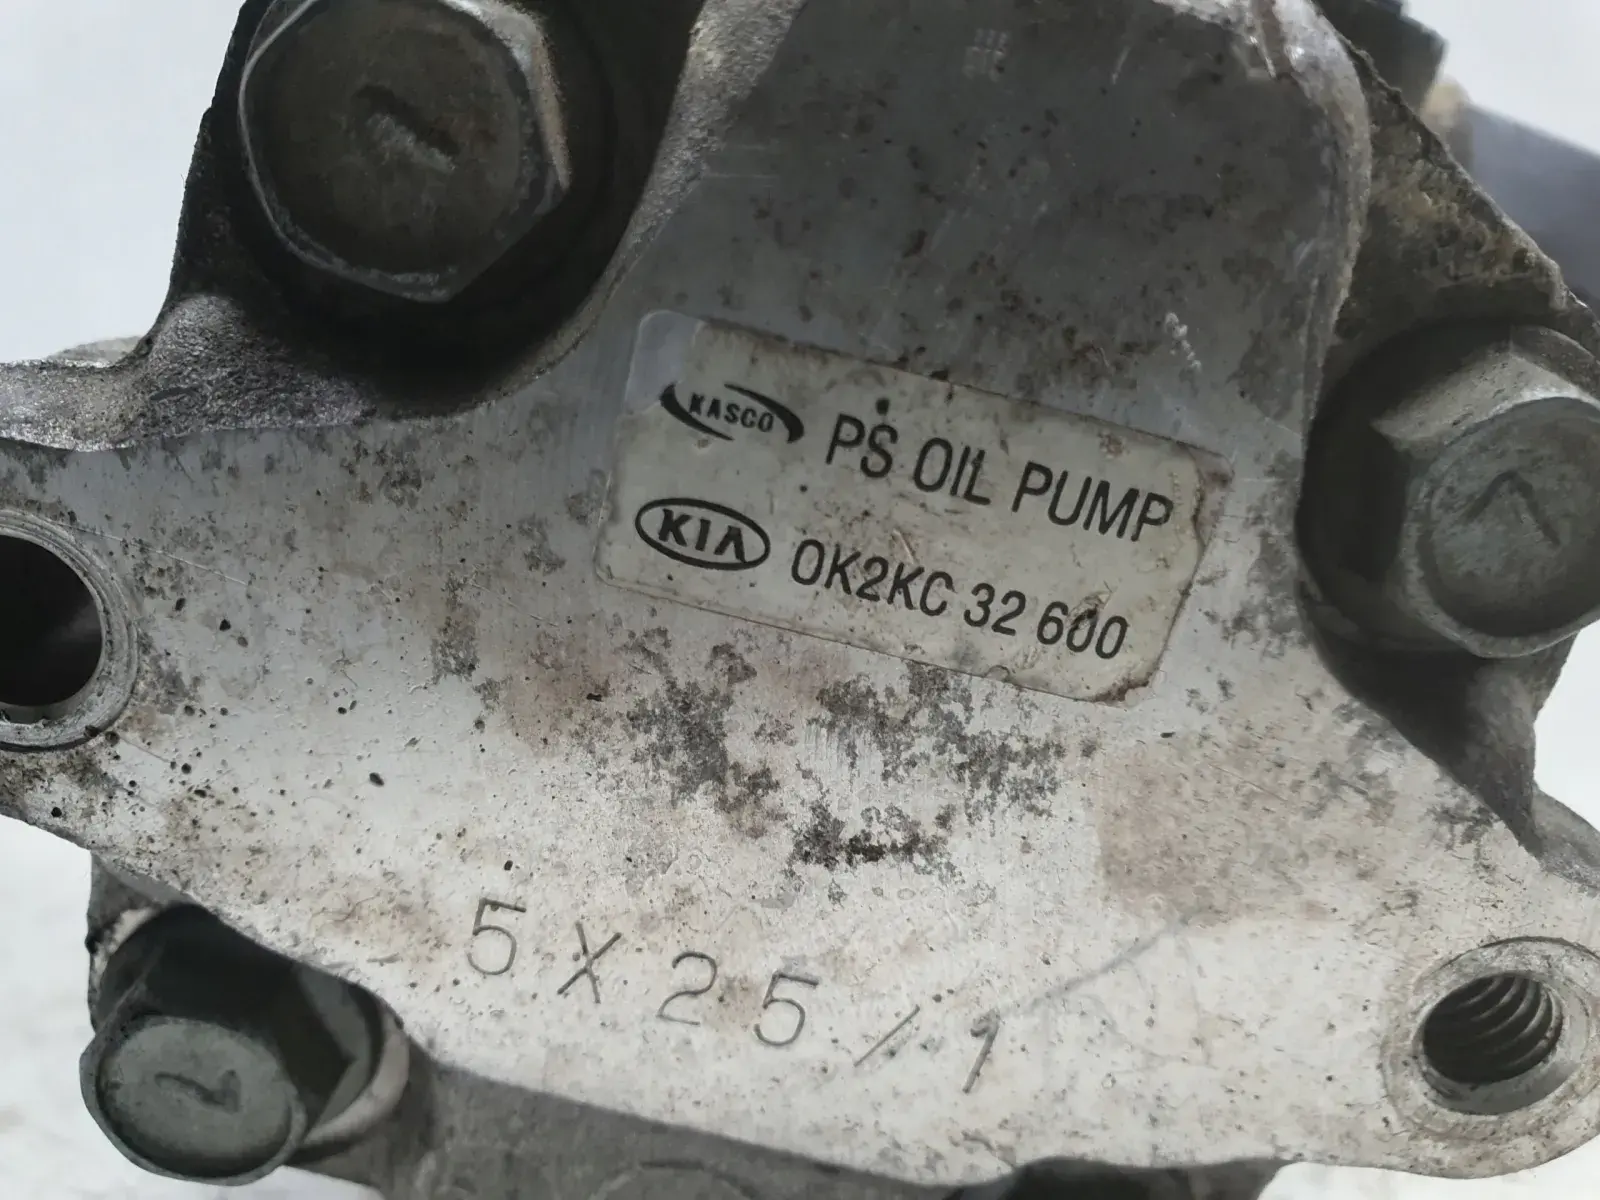 KASCO PS OIL PUMP
KIA 0K2KC 32 600
5X25/1